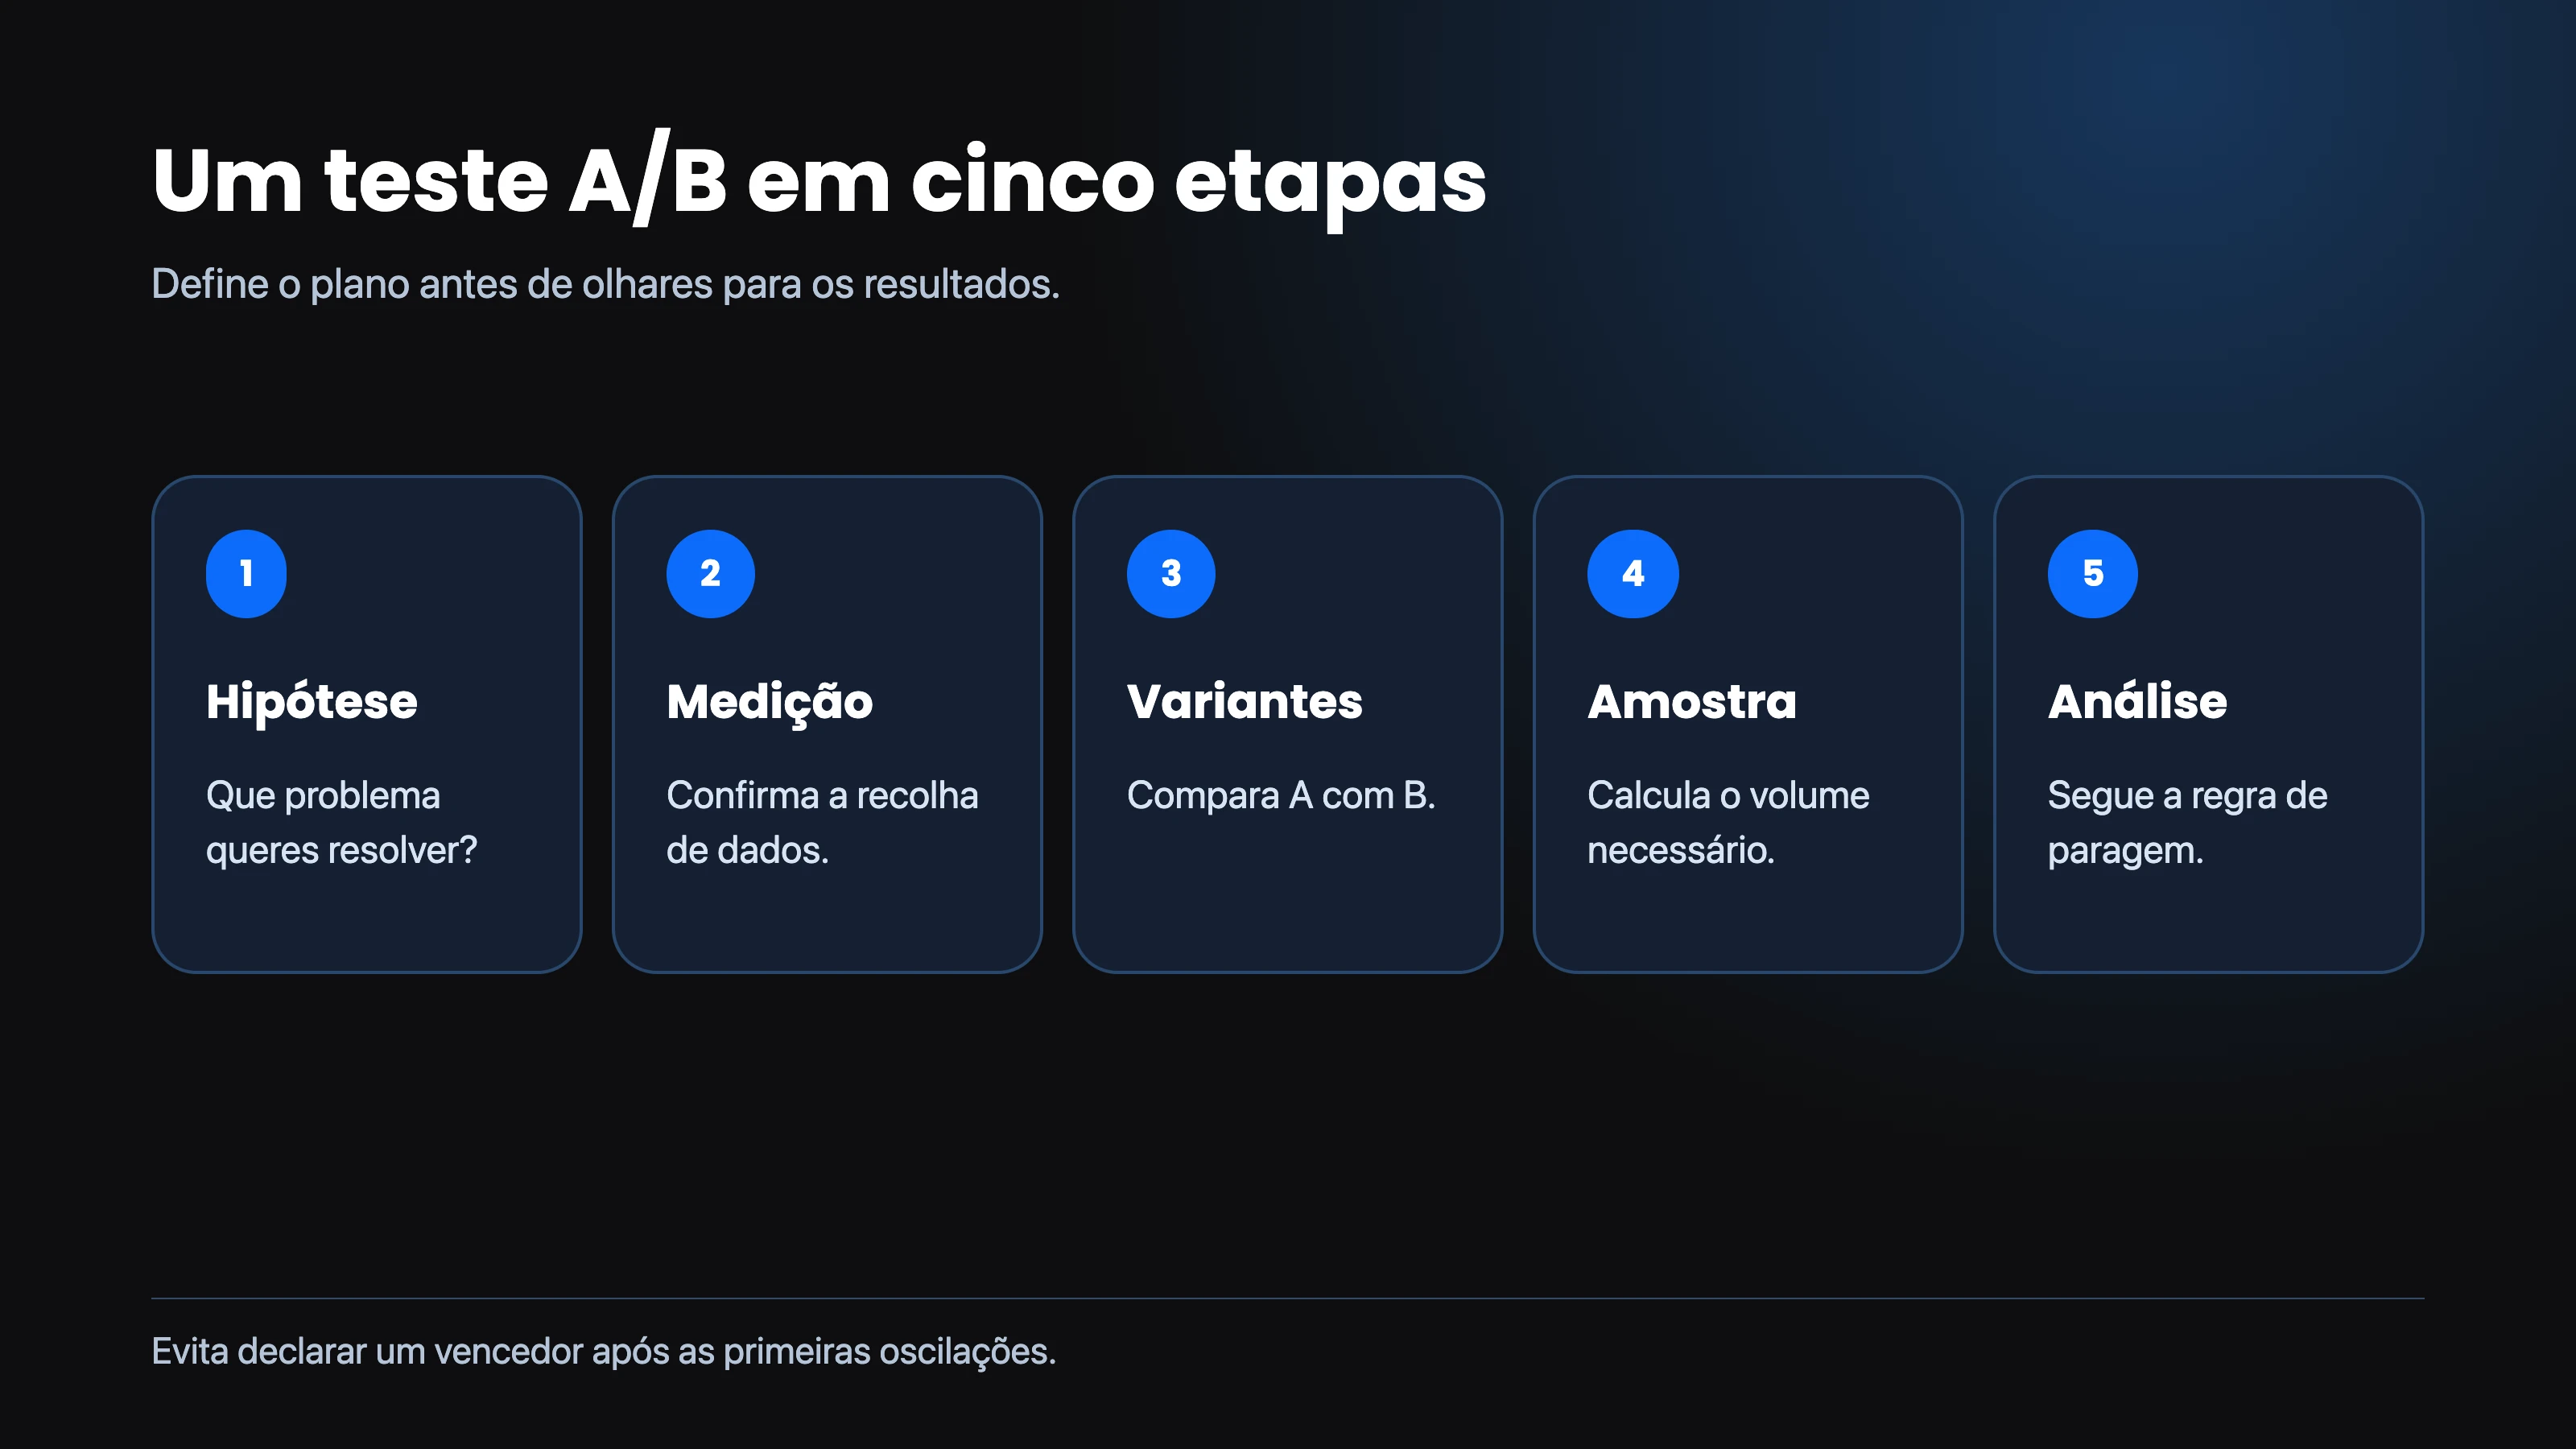 Um teste A/B em cinco etapas
Define o plano antes de olhares para os resultados.
1
Hipótese
Que problema
queres resolver?
2
Medição
Confirma a recolha
de dados.
3
Variantes
Compara A com B.
4
Amostra
Calcula o volume
necessário.
5
Análise
Segue a regra de
paragem.
Evita declarar um vencedor após as primeiras oscilações.